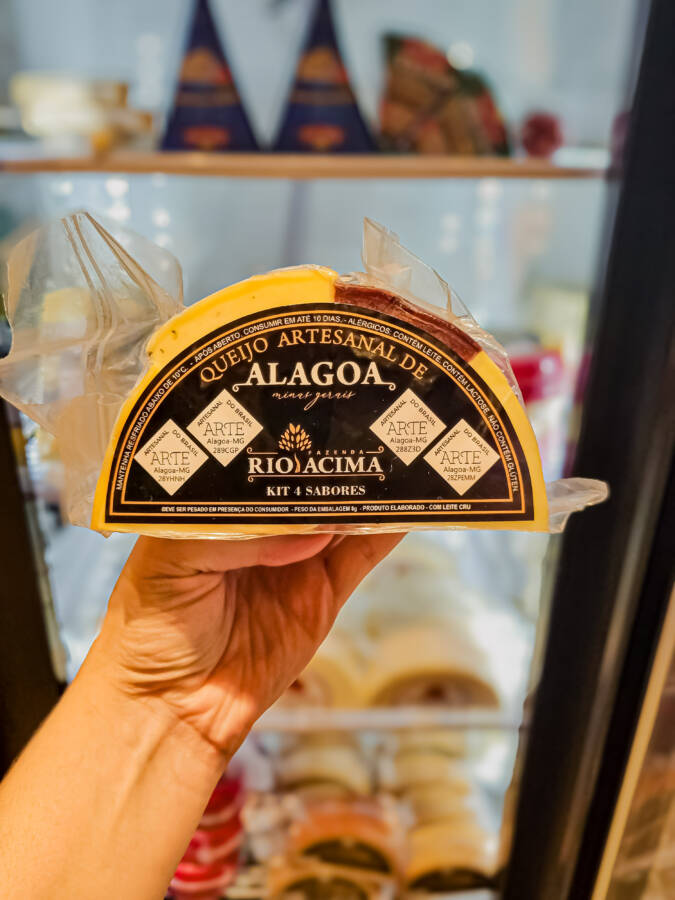 MANTENHA RESFRIADO ABAIXO DE 10°C. - APÓS ABERTO, CONSUMIR EM ATÉ 10 DIAS. - ALÉRGICOS: CONTÉM LEITE, CONTÉM LACTOSE. NÃO CONTÉM GLÚTEN.
QUEIJO ARTESANAL DE
ALAGOA
minas gerais
ARTESANAL DO BRASIL
ARTE
Alagoa-MG
28YHNH
ARTESANAL DO BRASIL
ARTE
Alagoa-MG
289CGP
ARTESANAL DO BRASIL
ARTE
Alagoa-MG
288Z3D
ARTESANAL DO BRASIL
ARTE
Alagoa-MG
28ZPEMM
FAZENDA
RIO ACIMA
KIT 4 SABORES
DEVE SER PESADO EM PRESENÇA DO CONSUMIDOR - PESO DA EMBALAGEM 8g - PRODUTO ELABORADO - COM LEITE CRU